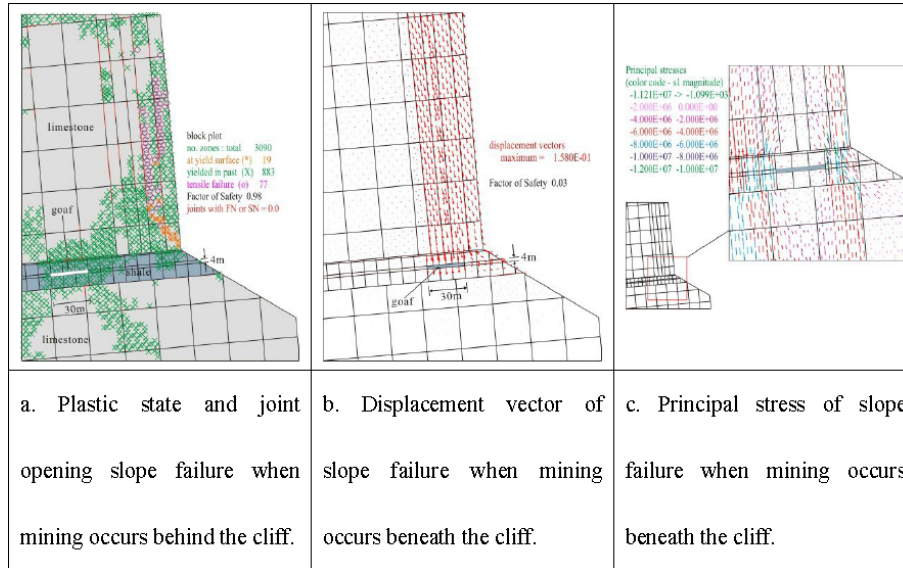 limestone
goaf
30m
limestone
shale
4m
block plot
no. zones : total 3090
at yield surface (*) 19
yielded in past (X) 883
tensile failure (o) 77
Factor of Safety 0.98
joints with FN or SN = 0.0
displacement vectors
maximum = 1.580E-01
Factor of Safety 0.03
4m
goaf
30m
Principal stresses
(color code - s1 magnitude)
-1.121E+07 -> -1.099E+03
-2.000E+06 0.000E+00
-4.000E+06 -2.000E+06
-6.000E+06 -4.000E+06
-8.000E+06 -6.000E+06
-1.000E+07 -8.000E+06
-1.200E+07 -1.000E+07
a. Plastic state and joint
opening slope failure when
mining occurs behind the cliff.
b. Displacement vector of
slope failure when mining
occurs beneath the cliff.
c. Principal stress of slope
failure when mining occurs
beneath the cliff.